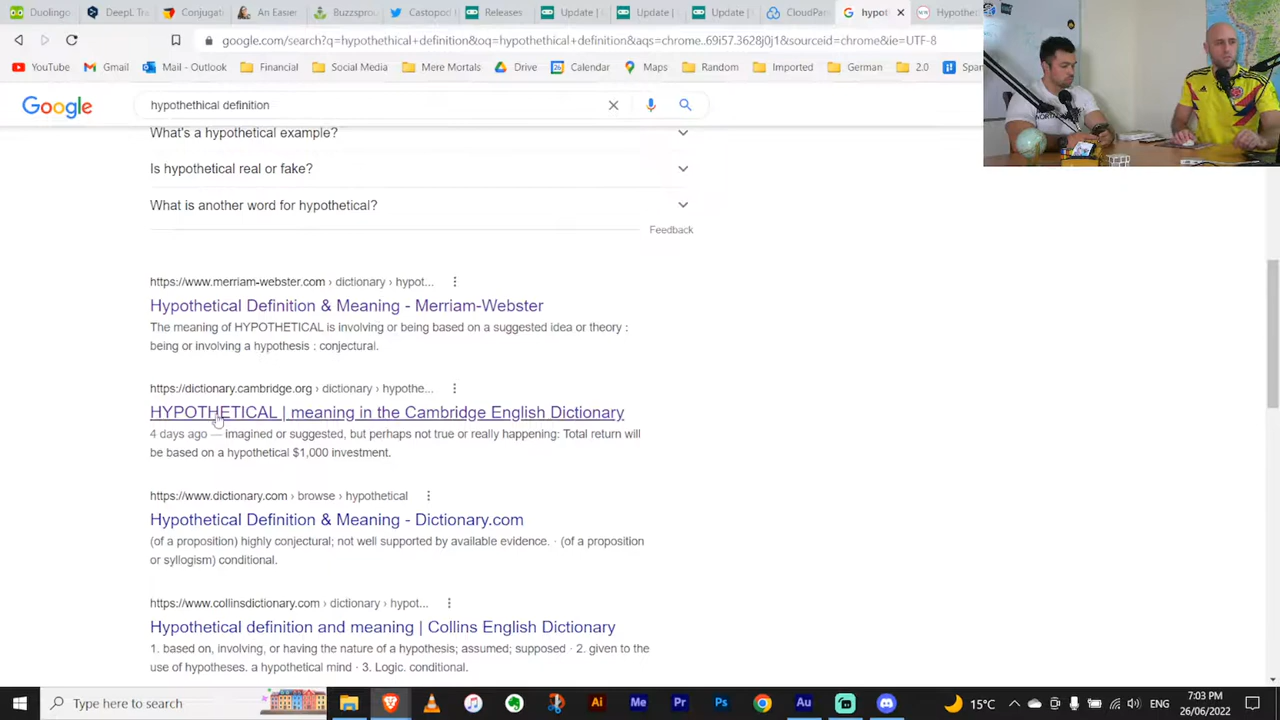 Duolingo
DeepL T
Conjugat
An Easier
Buzzsprou
Castopod
Releases
Update |
Update |
Update |
CloudPan
hypot
Hypothe
google.com/search?q=hypothethical+definition&oq=hypothethical+definition&aqs=chrome..69i57.3628j0j1&sourceid=chrome&ie=UTF-8
YouTube
Gmail
Mail - Outlook
Financial
Social Media
Mere Mortals
Drive
Calendar
Maps
Random
Imported
German
2.0
Span
Google
hypothethical definition
What's a hypothetical example?
Is hypothetical real or fake?
What is another word for hypothetical?
Feedback
https://www.merriam-webster.com › dictionary › hypot...
Hypothetical Definition & Meaning - Merriam-Webster
The meaning of HYPOTHETICAL is involving or being based on a suggested idea or theory :
being or involving a hypothesis : conjectural.
https://dictionary.cambridge.org › dictionary › hypothe...
HYPOTHETICAL | meaning in the Cambridge English Dictionary
4 days ago — imagined or suggested, but perhaps not true or really happening: Total return will
be based on a hypothetical $1,000 investment.
https://www.dictionary.com › browse › hypothetical
Hypothetical Definition & Meaning - Dictionary.com
(of a proposition) highly conjectural; not well supported by available evidence. · (of a proposition
or syllogism) conditional.
https://www.collinsdictionary.com › dictionary › hypot...
Hypothetical definition and meaning | Collins English Dictionary
1. based on, involving, or having the nature of a hypothesis; assumed; supposed · 2. given to the
use of hypotheses. a hypothetical mind · 3. Logic. conditional.
Type here to search
Ai
Me
Pr
Ps
Au
15°C
ENG
7:03 PM
26/06/2022